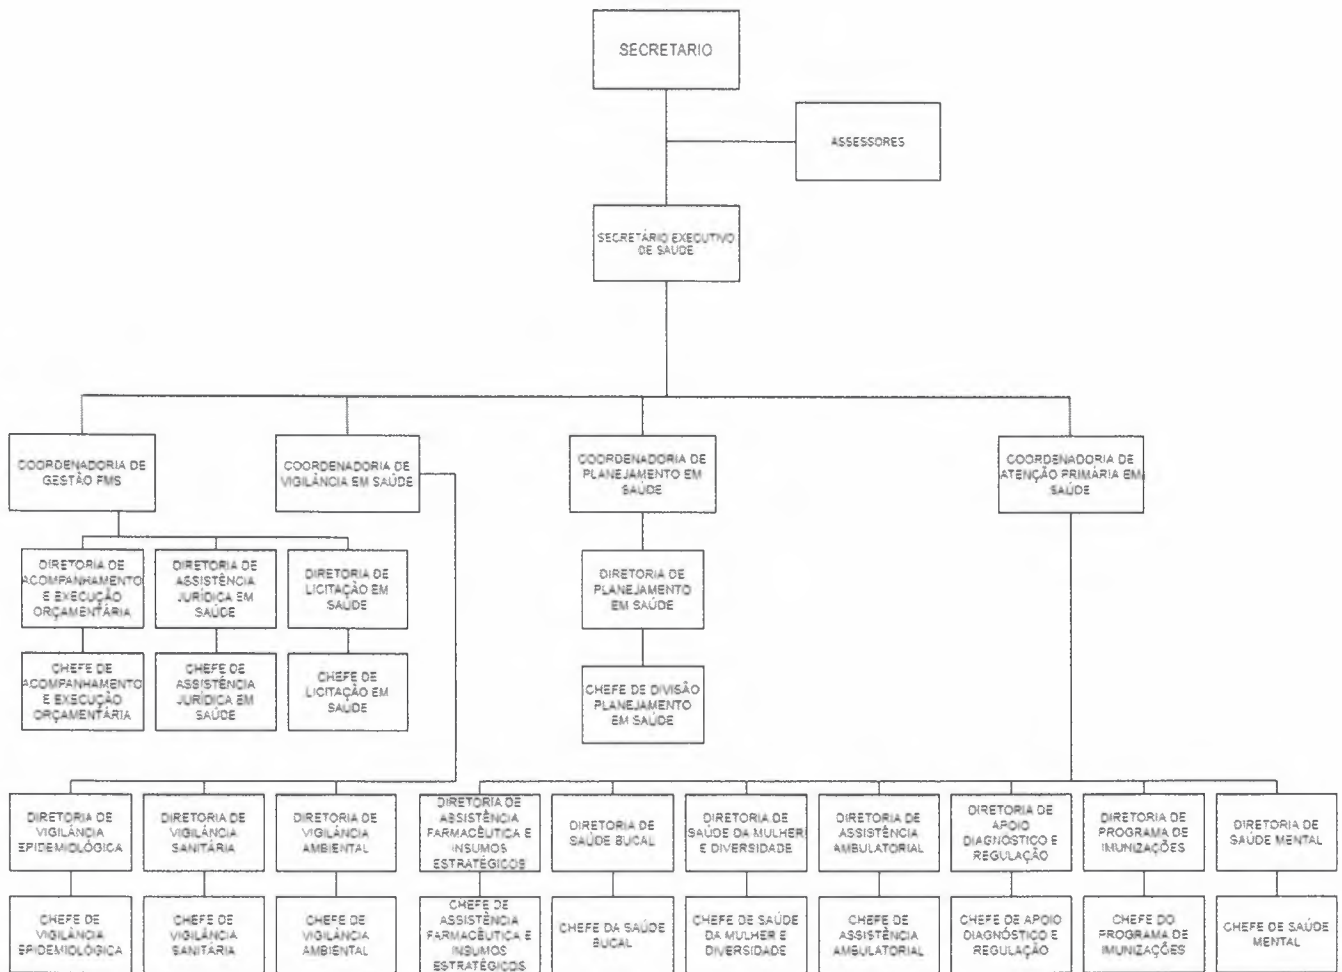 SECRETARIO
ASSESSORES
SECRETÁRIO EXECUTIVO
DE SAÚDE
COORDENADORIA DE
GESTÃO FMS
COORDENADORIA DE
VIGILÂNCIA EM SAÚDE
COORDENADORIA DE
PLANEJAMENTO EM
SAÚDE
COORDENADORIA DE
ATENÇÃO PRIMÁRIA EM
SAÚDE
DIRETORIA DE
ACOMPANHAMENTO
E EXECUÇÃO
ORÇAMENTÁRIA
DIRETORIA DE
ASSISTÊNCIA
JURÍDICA EM
SAÚDE
DIRETORIA DE
LICITAÇÃO EM
SAÚDE
DIRETORIA DE
PLANEJAMENTO
EM SAÚDE
CHEFE DE
ACOMPANHAMENTO
E EXECUÇÃO
ORÇAMENTÁRIA
CHEFE DE
ASSISTÊNCIA
JURÍDICA EM
SAÚDE
CHEFE DE
LICITAÇÃO EM
SAÚDE
CHEFE DE DIVISÃO
PLANEJAMENTO
EM SAÚDE
DIRETORIA DE
VIGILÂNCIA
EPIDEMIOLÓGICA
DIRETORIA DE
VIGILÂNCIA
SANITÁRIA
DIRETORIA DE
VIGILÂNCIA
AMBIENTAL
DIRETORIA DE
ASSISTÊNCIA
FARMACÊUTICA E
INSUMOS
ESTRATÉGICOS
DIRETORIA DE
SAÚDE BUCAL
DIRETORIA DE
SAÚDE DA MULHER
E DIVERSIDADE
DIRETORIA DE
ASSISTÊNCIA
AMBULATORIAL
DIRETORIA DE
APOIO
DIAGNOSTICO E
REGULAÇÃO
DIRETORIA DE
PROGRAMA DE
IMUNIZAÇÕES
DIRETORIA DE
SAÚDE MENTAL
CHEFE DE
VIGILÂNCIA
EPIDEMIOLÓGICA
CHEFE DE
VIGILÂNCIA
SANITÁRIA
CHEFE DE
VIGILÂNCIA
AMBIENTAL
CHEFE DE
ASSISTÊNCIA
FARMACÊUTICA E
INSUMOS
ESTRATÉGICOS
CHEFE DA SAÚDE
BUCAL
CHEFE DE SAÚDE
DA MULHER E
DIVERSIDADE
CHEFE DE
ASSISTÊNCIA
AMBULATORIAL
CHEFE DE APOIO
DIAGNÓSTICO E
REGULAÇÃO
CHEFE DO
PROGRAMA DE
IMUNIZAÇÕES
CHEFE DE SAÚDE
MENTAL